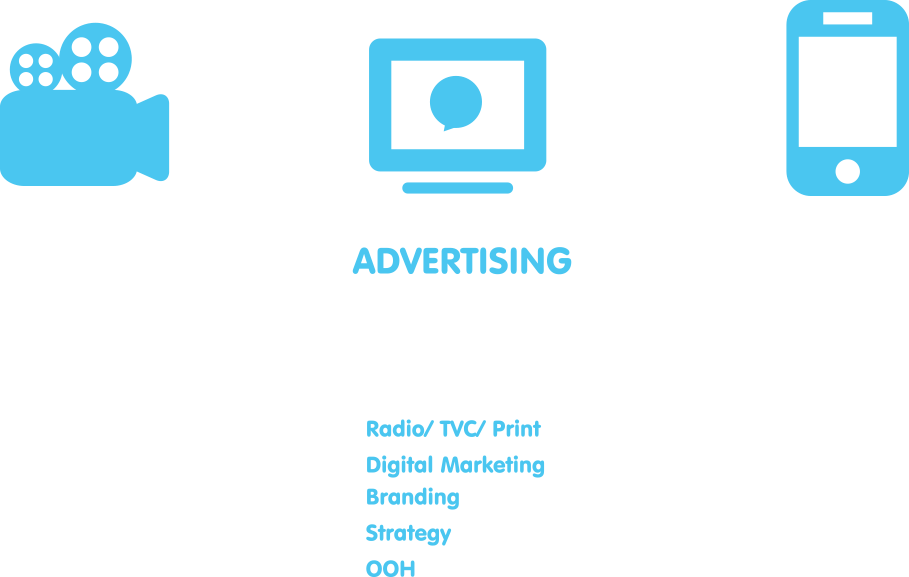 ADVERTISING
Radio/ TVC/ Print
Digital Marketing
Branding
Strategy
OOH